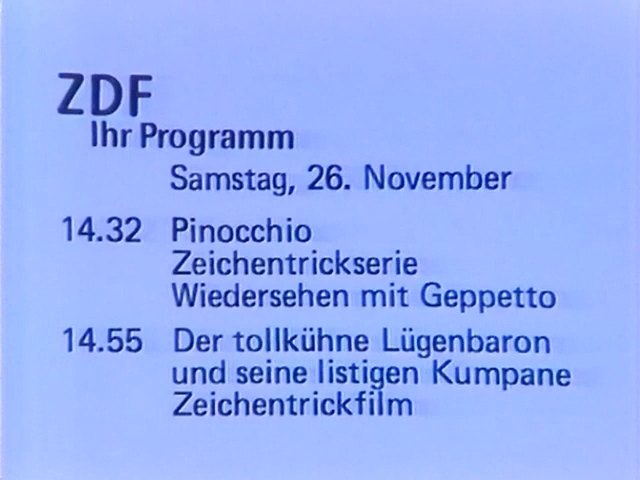 ZDF
Ihr Programm
Samstag, 26. November
14.32 Pinocchio
Zeichentrickserie
Wiedersehen mit Geppetto
14.55 Der tollkühne Lügenbaron
und seine listigen Kumpane
Zeichentrickfilm